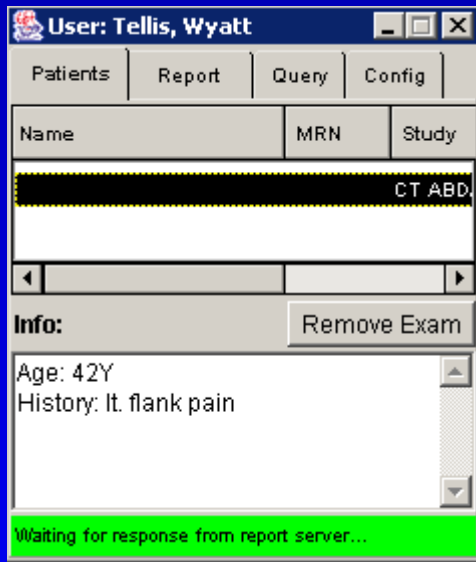 User: Tellis, Wyatt
Patients Report Query Config
Name MRN Study
CT ABD.
Info: Remove Exam
Age: 42Y
History: lt. flank pain
Waiting for response from report server...